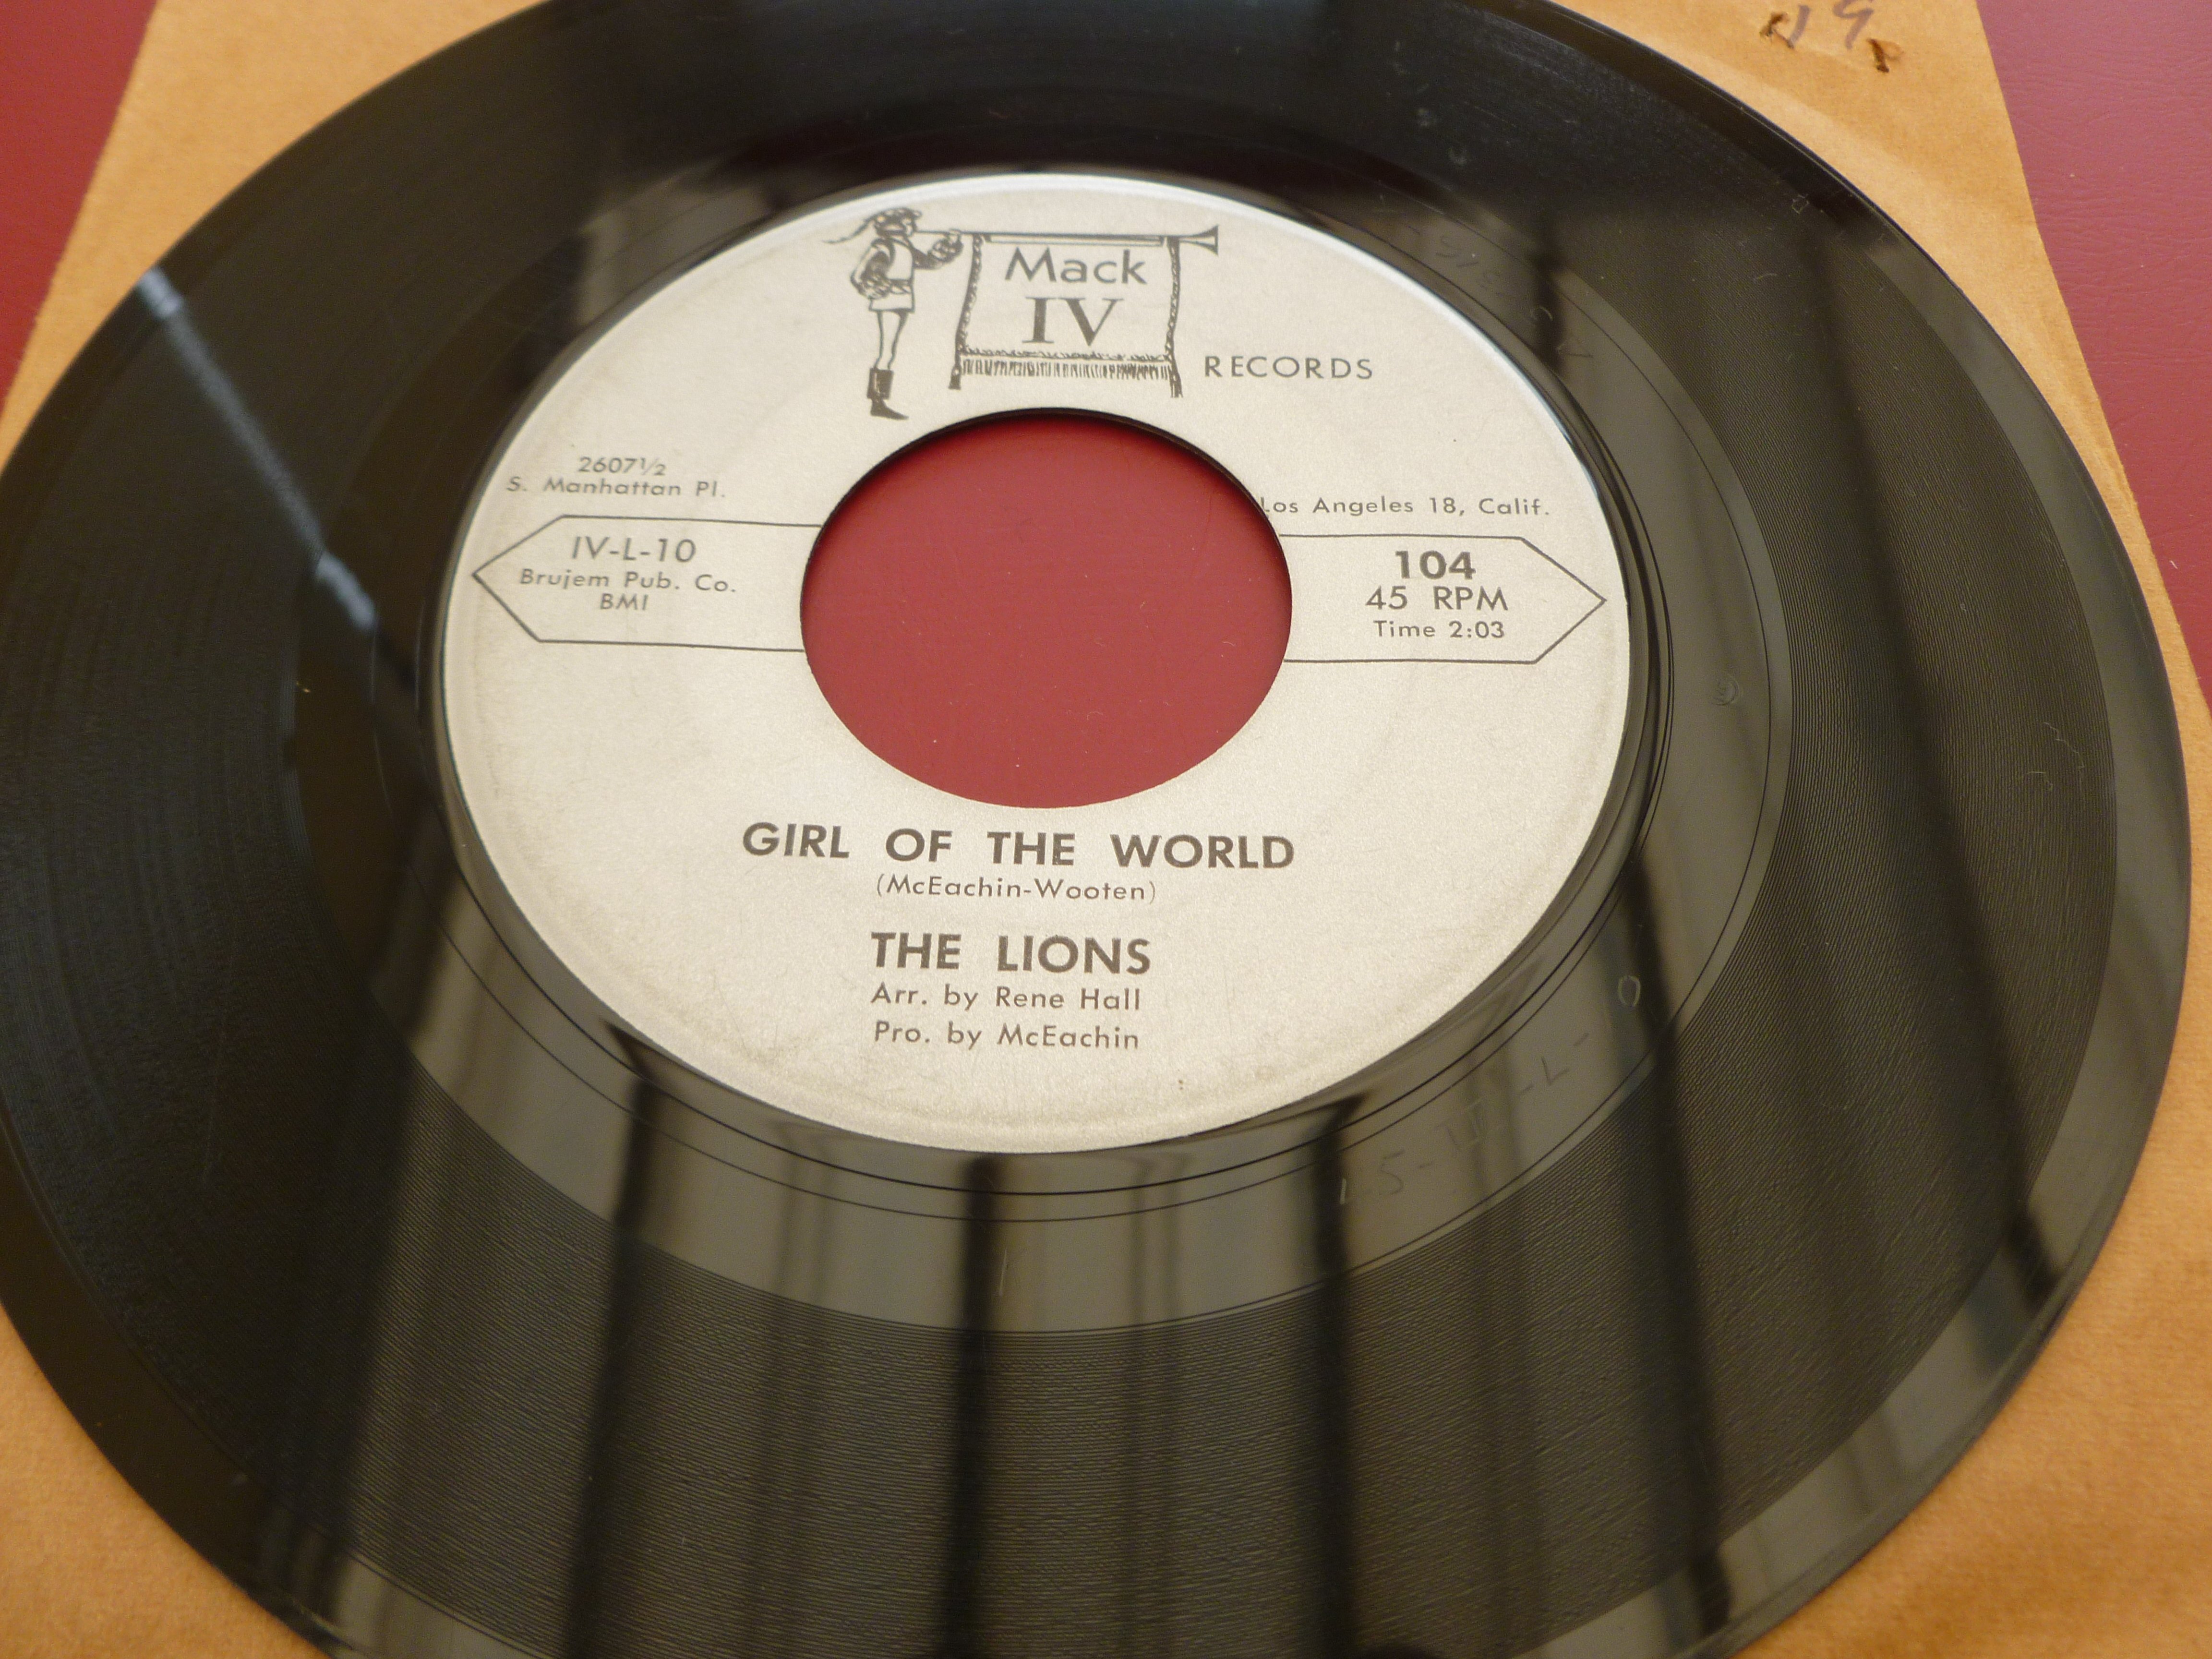 Mack
IV
RECORDS
2607½
S. Manhattan Pl.
Los Angeles 18, Calif.
IV-L-10
Brujem Pub. Co.
BMI
104
45 RPM
Time 2:03
GIRL OF THE WORLD
(McEachin-Wooten)
THE LIONS
Arr. by Rene Hall
Pro. by McEachin